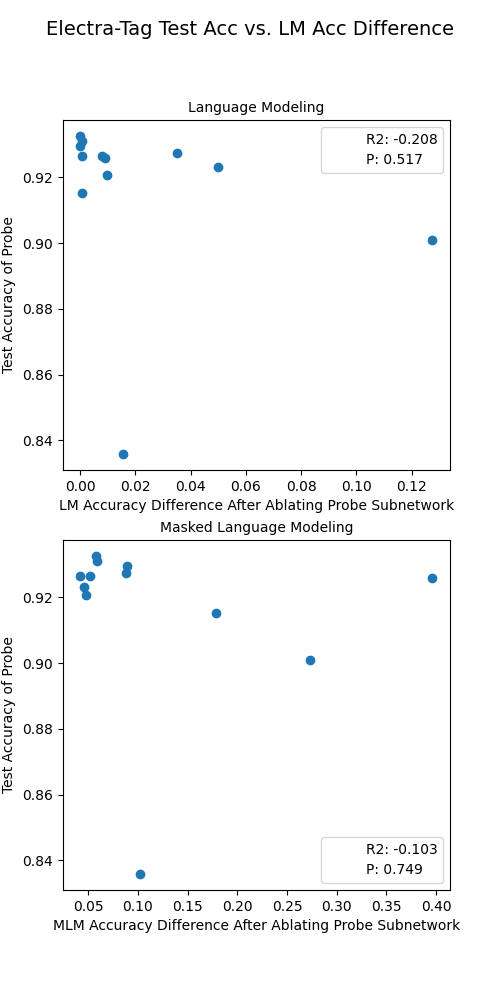 Electra-Tag Test Acc vs. LM Acc Difference
Language Modeling
R2: -0.208
P: 0.517
0.92
0.90
0.88
0.86
0.84
Test Accuracy of Probe
0.00 0.02 0.04 0.06 0.08 0.10 0.12
LM Accuracy Difference After Ablating Probe Subnetwork
Masked Language Modeling
0.92
0.90
0.88
0.86
0.84
Test Accuracy of Probe
R2: -0.103
P: 0.749
0.05 0.10 0.15 0.20 0.25 0.30 0.35 0.40
MLM Accuracy Difference After Ablating Probe Subnetwork